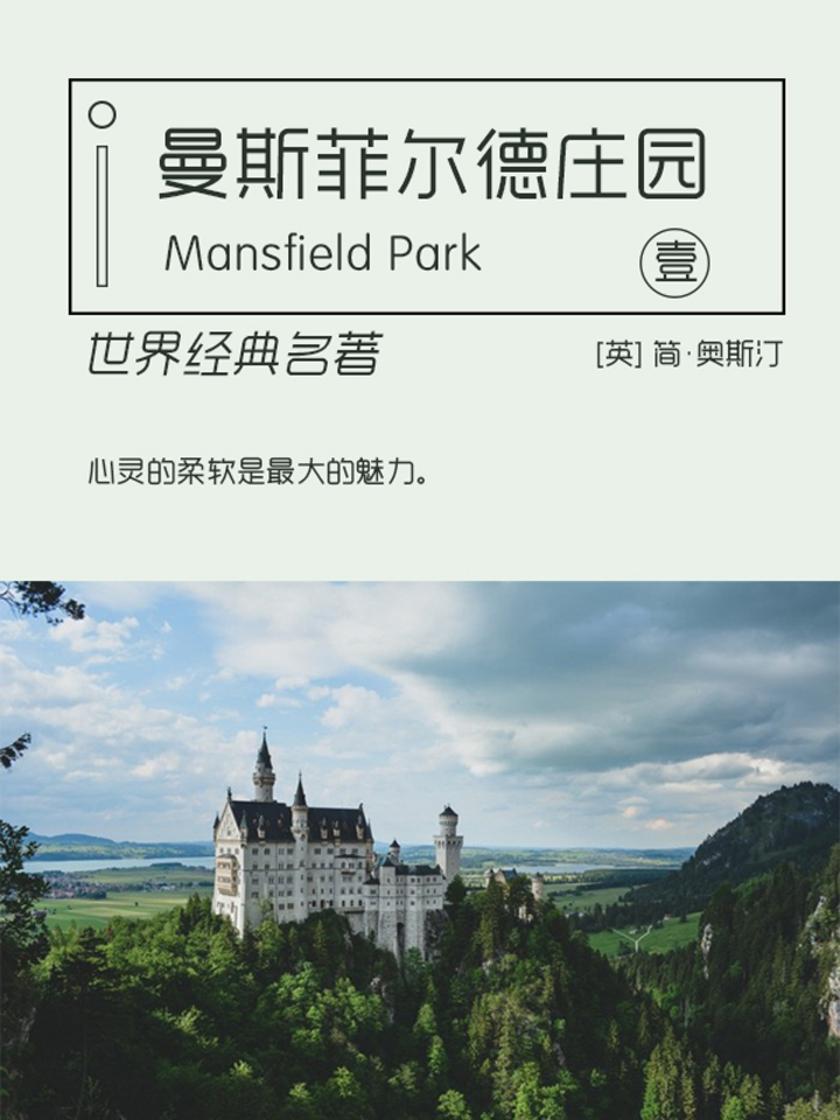 曼斯菲尔德庄园
Mansfield Park
壹
世界经典名著
[英] 简·奥斯汀
心灵的柔软是最大的魅力。